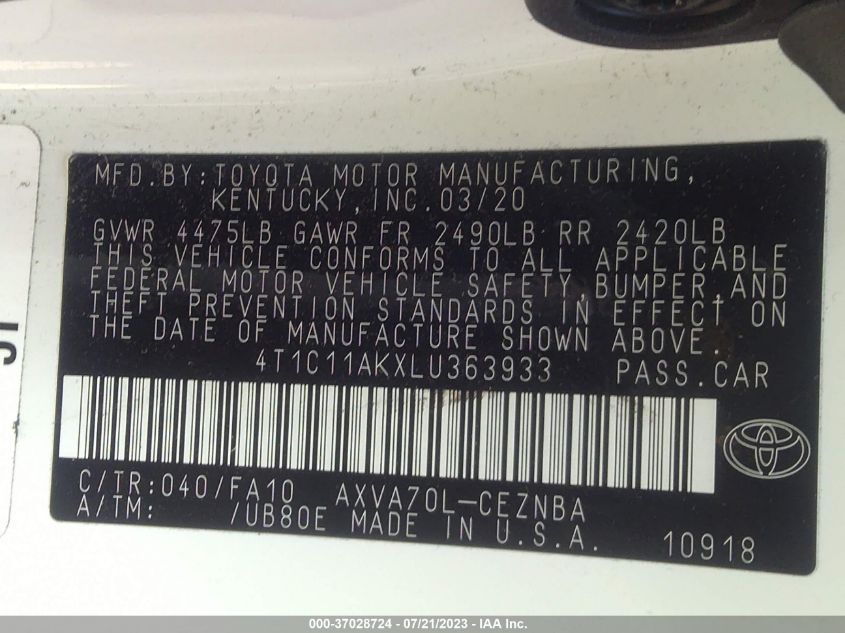 MFD.BY:TOYOTA MOTOR MANUFACTURING,
KENTUCKY,INC.03/20
GVWR 4475LB GAWR FR 2490LB RR 2420LB
THIS VEHICLE CONFORMS TO ALL APPLICABLE
FEDERAL MOTOR VEHICLE SAFETY,BUMPER,AND
THEFT PREVENTION STANDARDS IN EFFECT ON
THE DATE OF MANUFACTURE SHOWN ABOVE.
4T1C11AKXLU363933 PASS.CAR
C/TR:040/FA10 AXVA70L-CEZNBA
A/TM: /UB80E MADE IN U.S.A. 10918
000-37028724 - 07/21/2023 - IAA Inc.